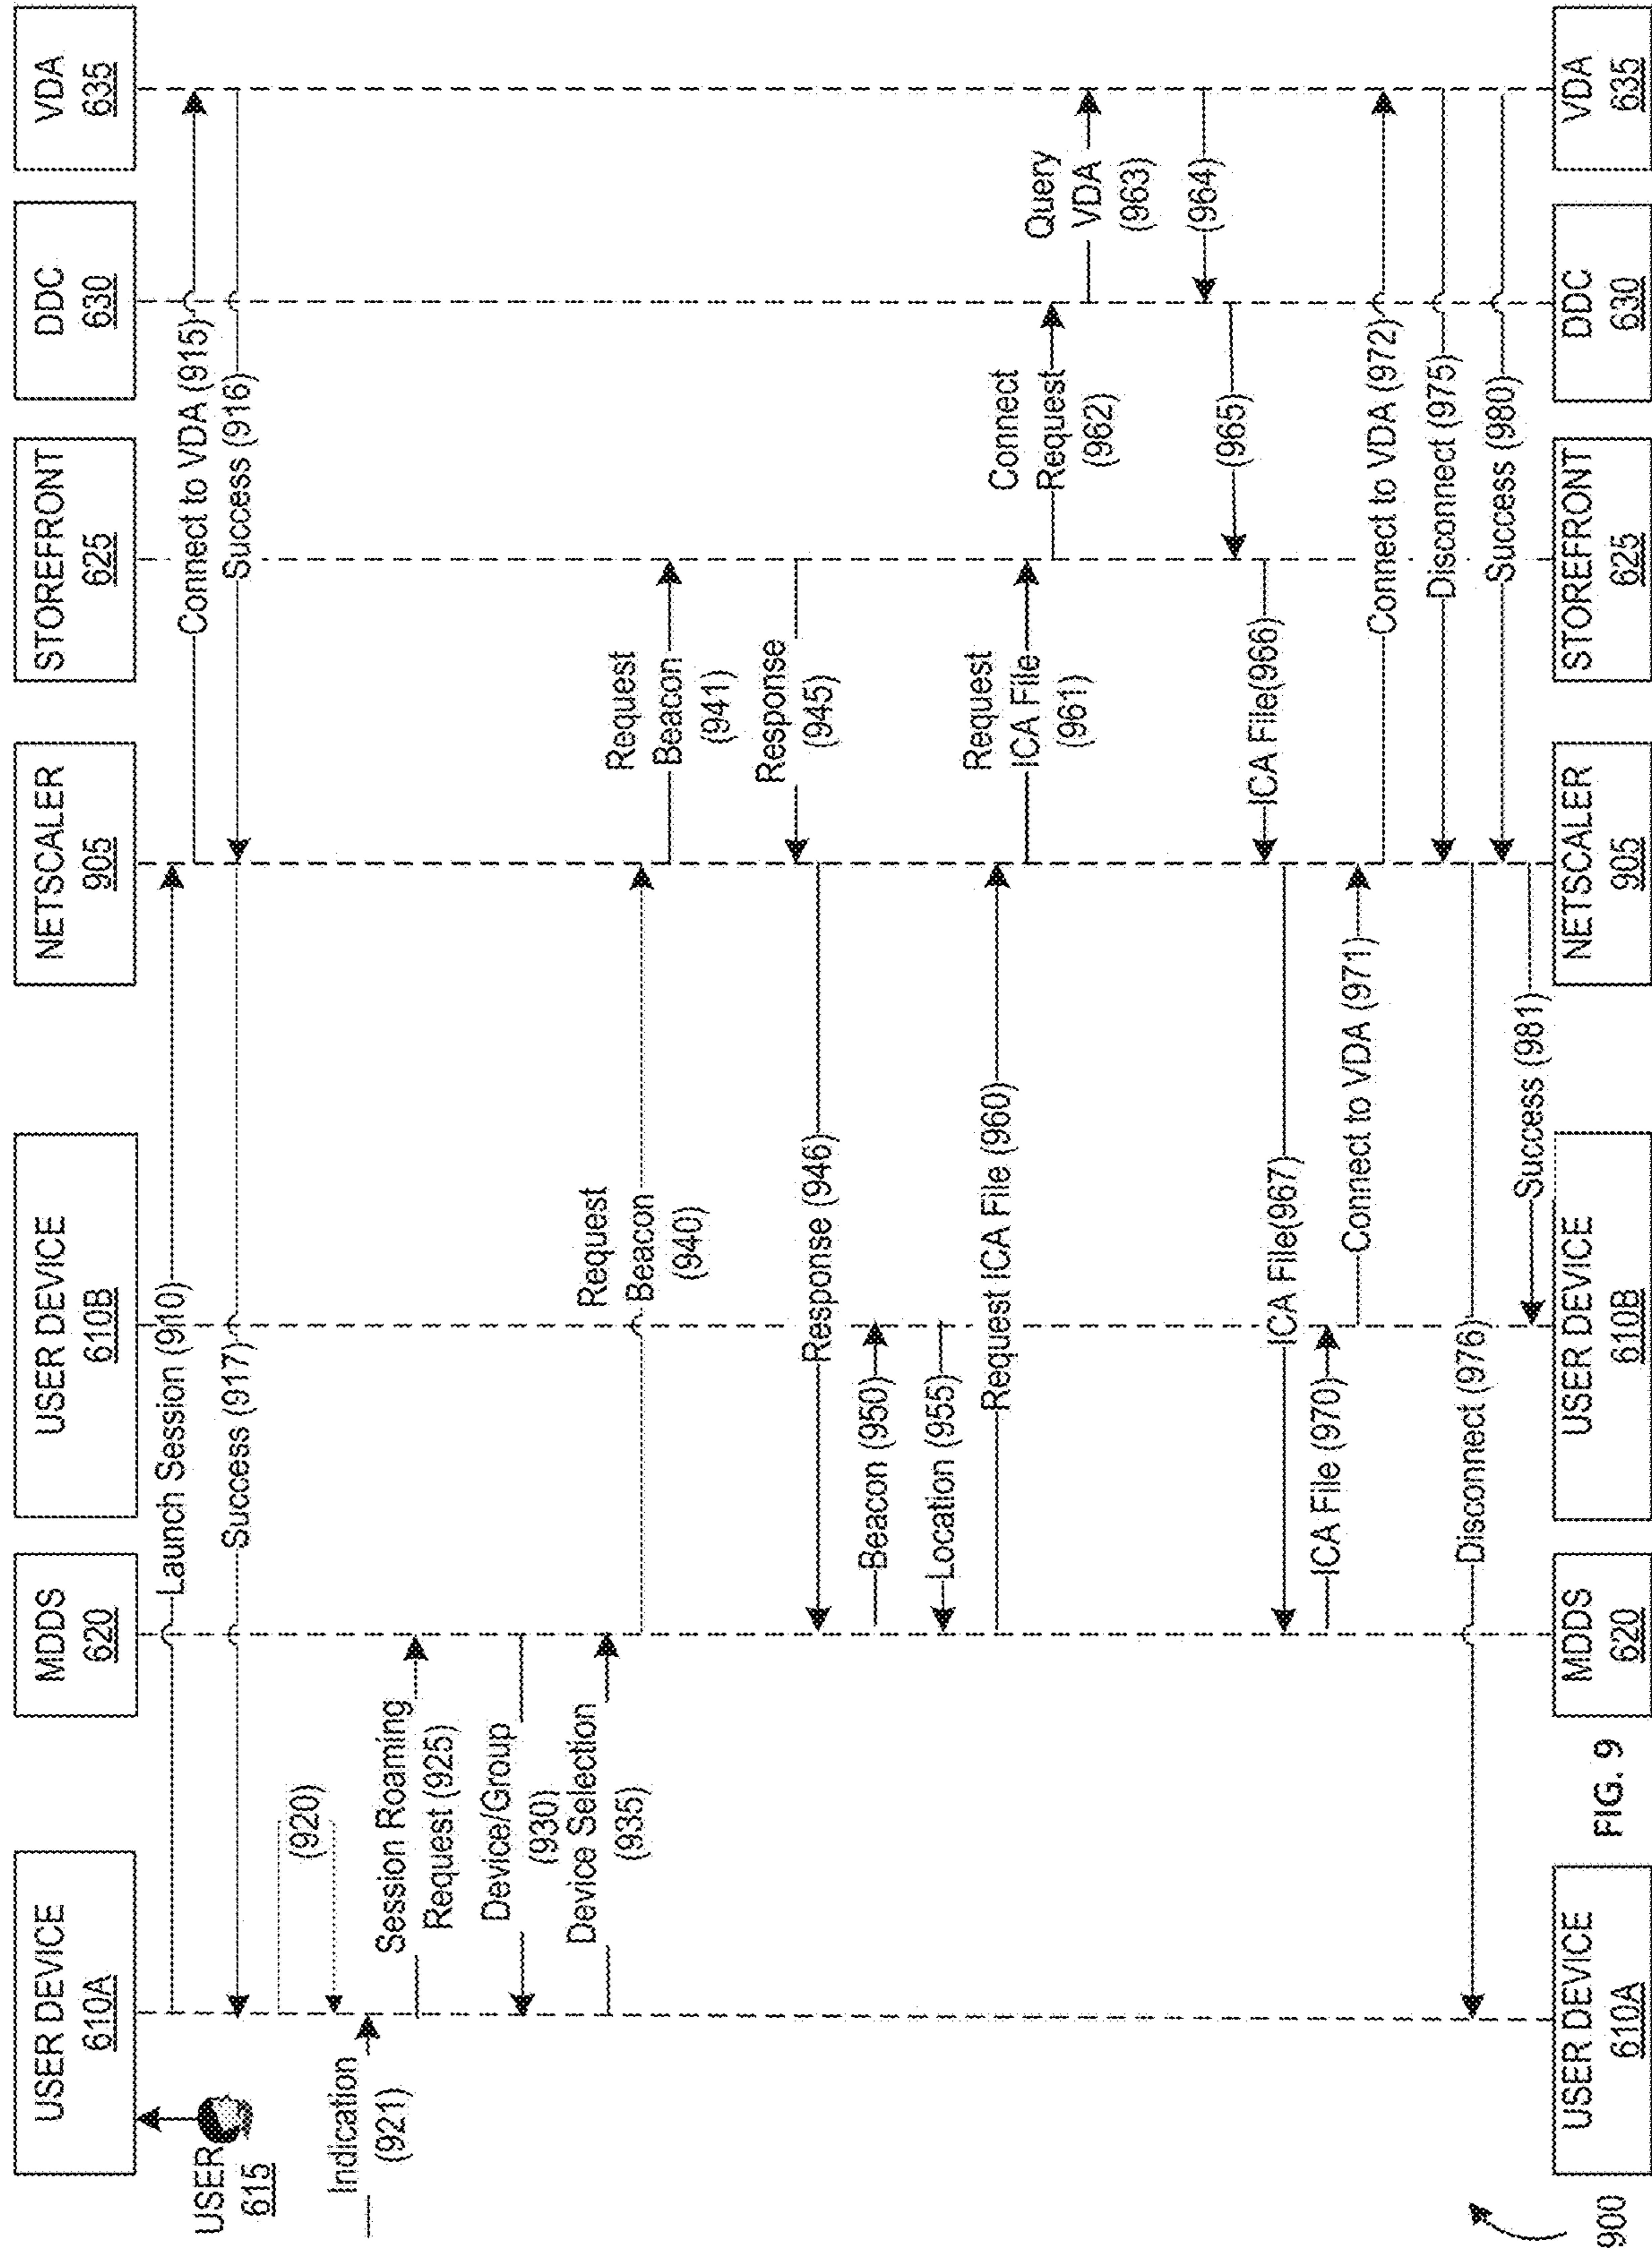 USER DEVICE
610A
MDDS
620
USER DEVICE
610B
NETSCALER
905
STOREFRONT
625
DDC
630
VDA
635
USER
615
Launch Session (910)
Connect to VDA (915)
Success (916)
Success (917)
(920)
Indication
(921)
Session Roaming
Request (925)
Device/Group
(930)
Device Selection
(935)
Request
Beacon
(940)
Request
Beacon
(941)
Response
(945)
Response (946)
Beacon (950)
Location (955)
Request ICA File (960)
Request
ICA File
(961)
Connect
Request
(962)
Query
VDA
(963)
(964)
(965)
ICA File(966)
ICA File(967)
ICA File (970)
Connect to VDA (971)
Connect to VDA (972)
Disconnect (975)
Disconnect (976)
Success (980)
Success (981)
USER DEVICE
610A
MDDS
620
USER DEVICE
610B
NETSCALER
905
STOREFRONT
625
DDC
630
VDA
635
900
FIG. 9